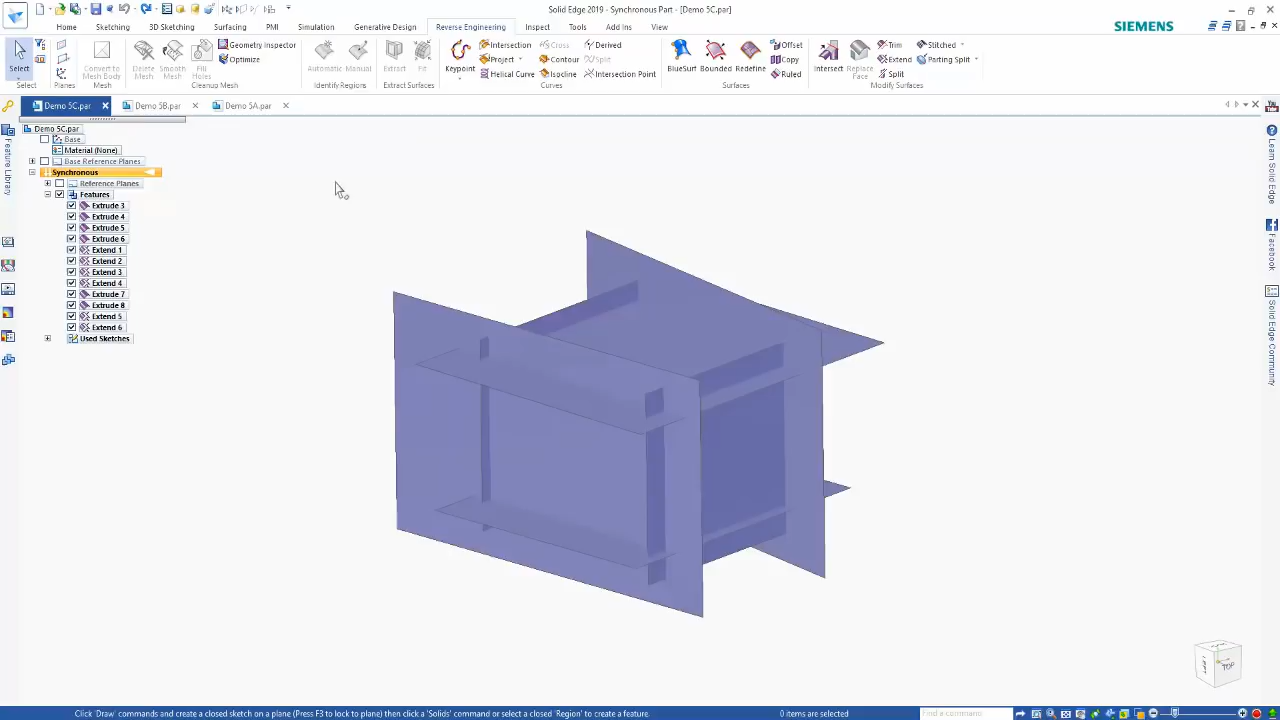 Solid Edge 2019 - Synchronous Part - [Demo 5C.par]
Home Sketching 3D Sketching Surfacing PMI Simulation Generative Design Reverse Engineering Inspect Tools Add Ins View
SIEMENS
Select
Select
Planes
Convert to Mesh Body
Mesh
Delete Mesh
Smooth Mesh
Fill Holes
Geometry Inspector
Optimize
Cleanup Mesh
Automatic
Manual
Identify Regions
Extract
Fit
Extract Surfaces
Keypoint
Intersection
Project
Helical Curve
Cross
Contour
Isocline
Derived
Split
Intersection Point
Curves
BlueSurf
Bounded
Redefine
Offset
Copy
Ruled
Surfaces
Intersect
Replace Face
Trim
Extend
Split
Stitched
Parting Split
Modify Surfaces
Demo 5C.par
Demo 5B.par
Demo 5A.par
You Tube
Feature Library
Demo 5C.par
Base
Material (None)
Base Reference Planes
Synchronous
Reference Planes
Features
Extrude 3
Extrude 4
Extrude 5
Extrude 6
Extend 1
Extend 2
Extend 3
Extend 4
Extrude 7
Extrude 8
Extend 5
Extend 6
Used Sketches
Learn Solid Edge
Facebook
Solid Edge Community
LEFT
TOP
Click 'Draw' commands and create a closed sketch on a plane (Press F3 to lock to plane) then click a 'Solids' command or select a closed 'Region' to create a feature.
0 items are selected
Find a command